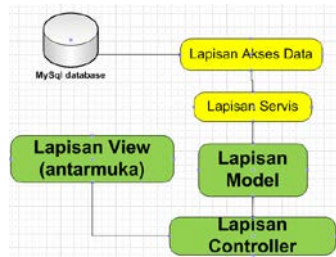 Lapisan Akses Data
MySql database
Lapisan Servis
Lapisan View
(antarmuka)
Lapisan
Model
Lapisan
Controller